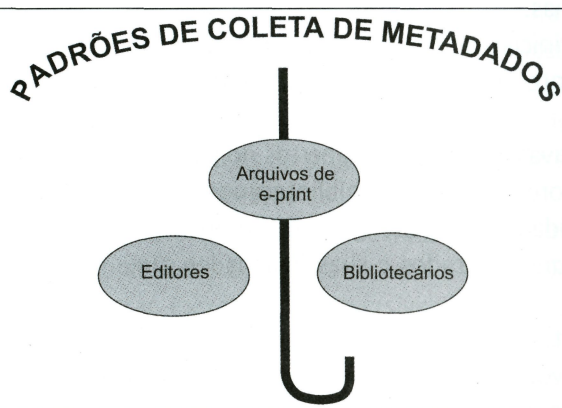 PADRÕES DE COLETA DE METADADOS
Arquivos de
e-print
Editores
Bibliotecários